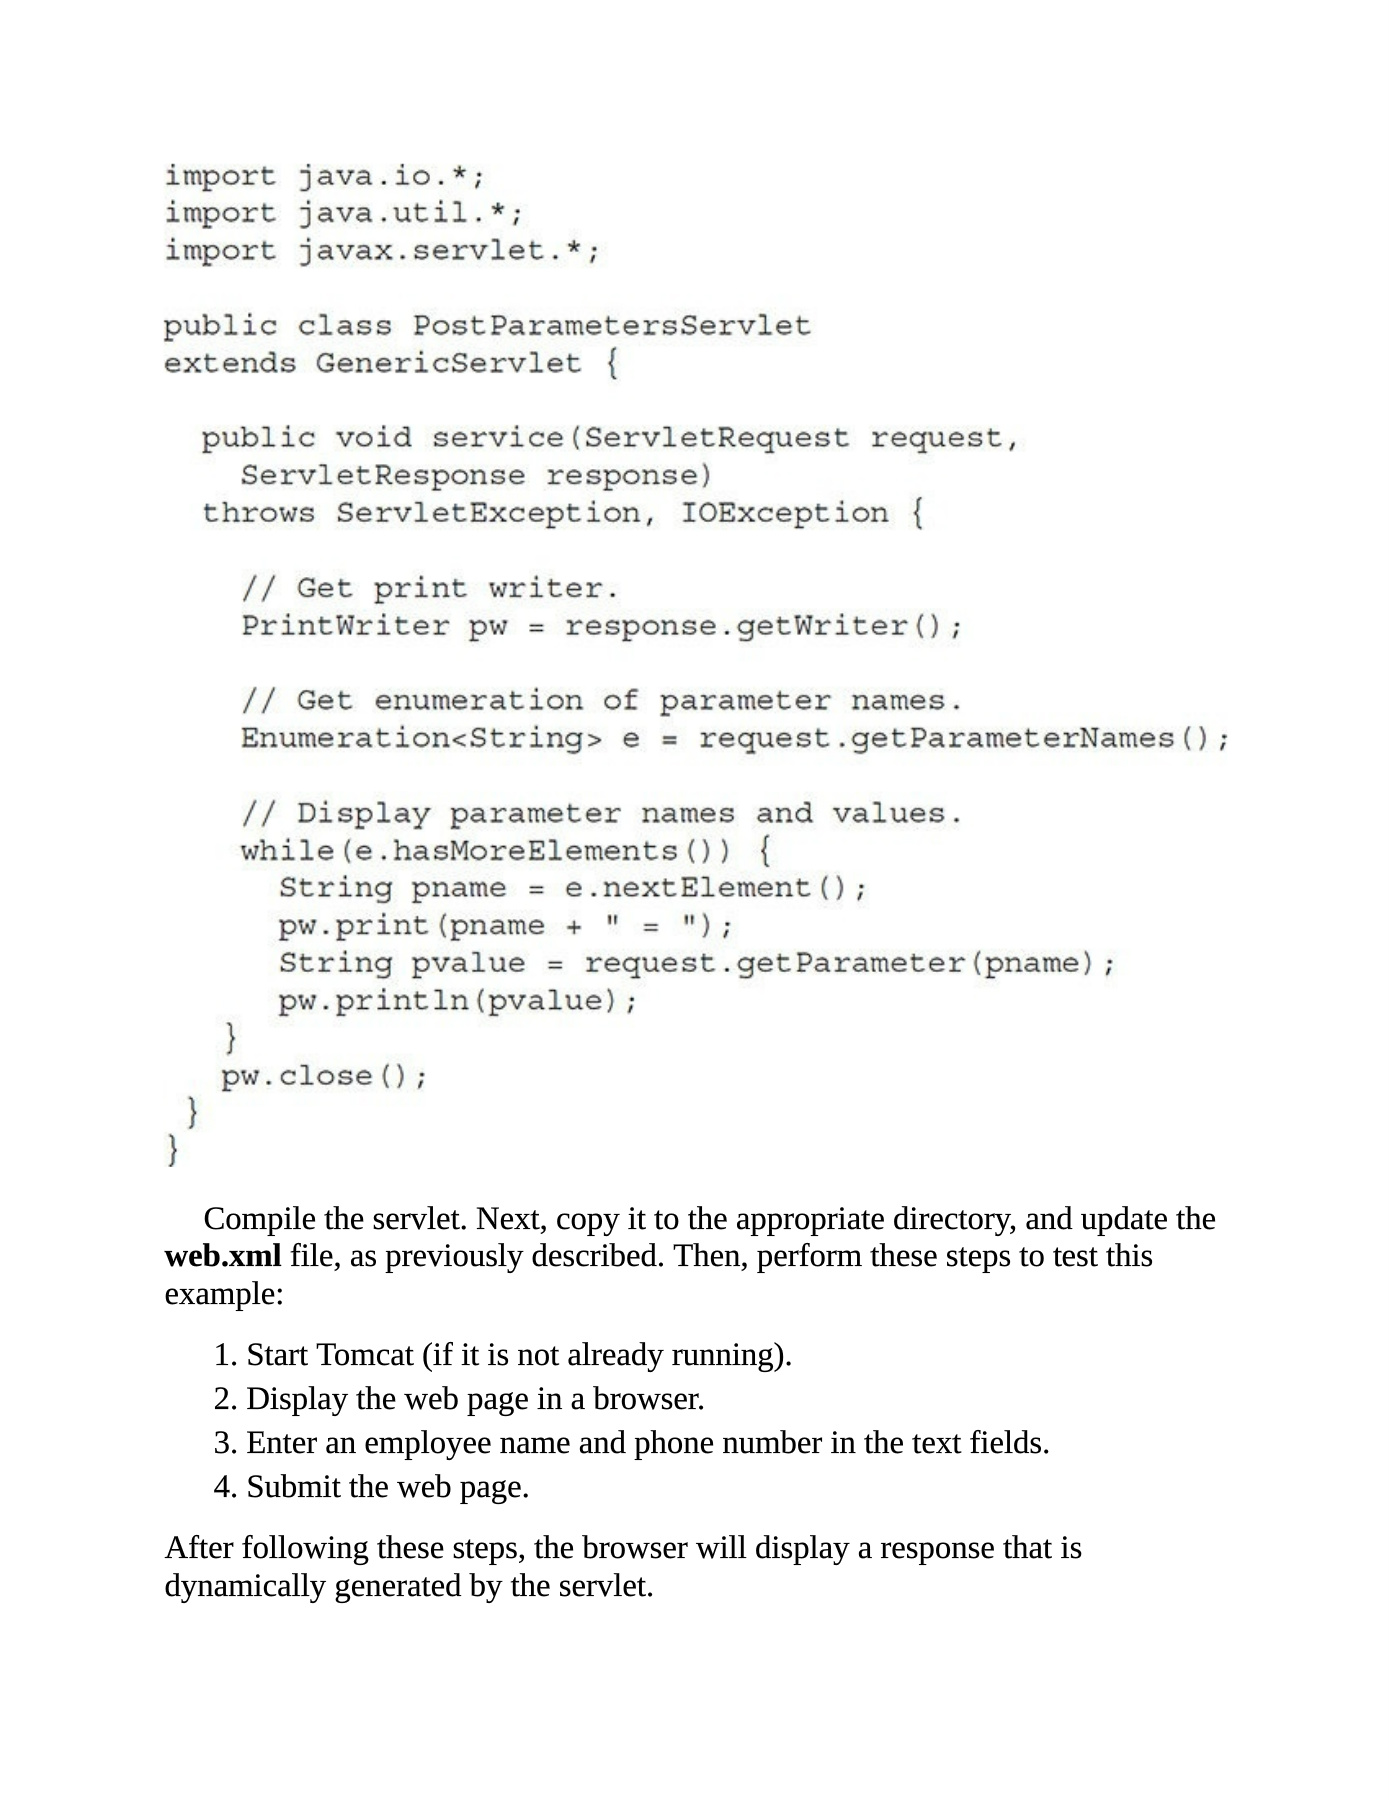 import java.io.*;
import java.util.*;
import javax.servlet.*;

public class PostParametersServlet
extends GenericServlet {

  public void service(ServletRequest request,
    ServletResponse response)
  throws ServletException, IOException {

    // Get print writer.
    PrintWriter pw = response.getWriter();

    // Get enumeration of parameter names.
    Enumeration<String> e = request.getParameterNames();

    // Display parameter names and values.
    while(e.hasMoreElements()) {
      String pname = e.nextElement();
      pw.print(pname + " = ");
      String pvalue = request.getParameter(pname);
      pw.println(pvalue);
   }
   pw.close();
 }
}

Compile the servlet. Next, copy it to the appropriate directory, and update the
web.xml file, as previously described. Then, perform these steps to test this
example:
1. Start Tomcat (if it is not already running).
2. Display the web page in a browser.
3. Enter an employee name and phone number in the text fields.
4. Submit the web page.
After following these steps, the browser will display a response that is
dynamically generated by the servlet.